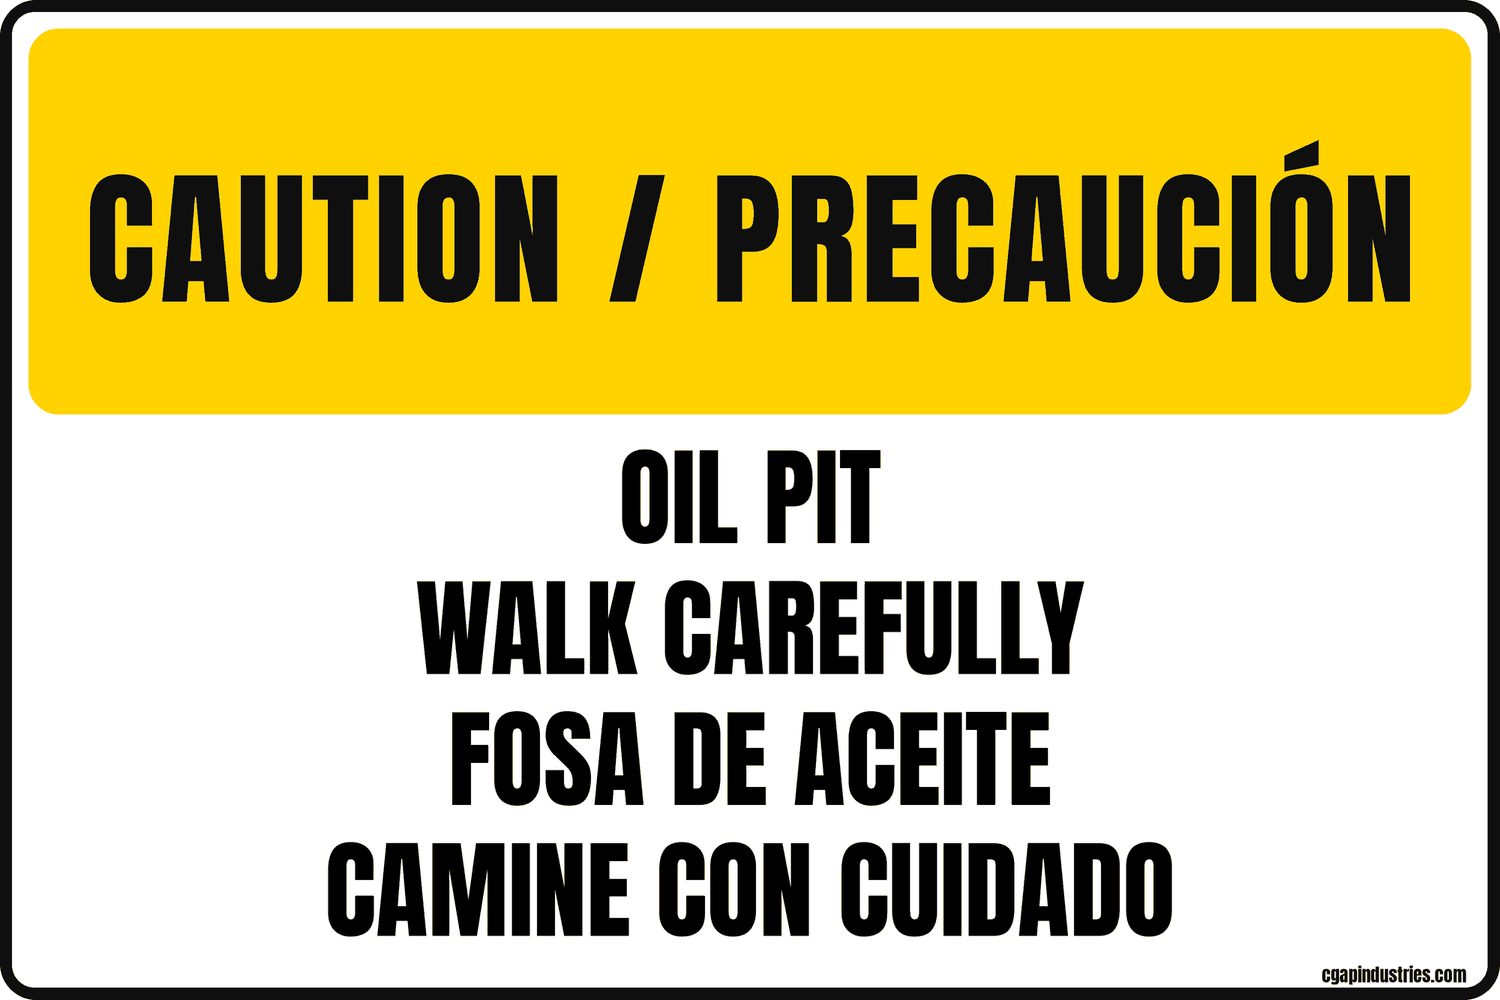 CAUTION / PRECAUCIÓN
OIL PIT
WALK CAREFULLY
FOSA DE ACEITE
CAMINE CON CUIDADO
cgapindustries.com